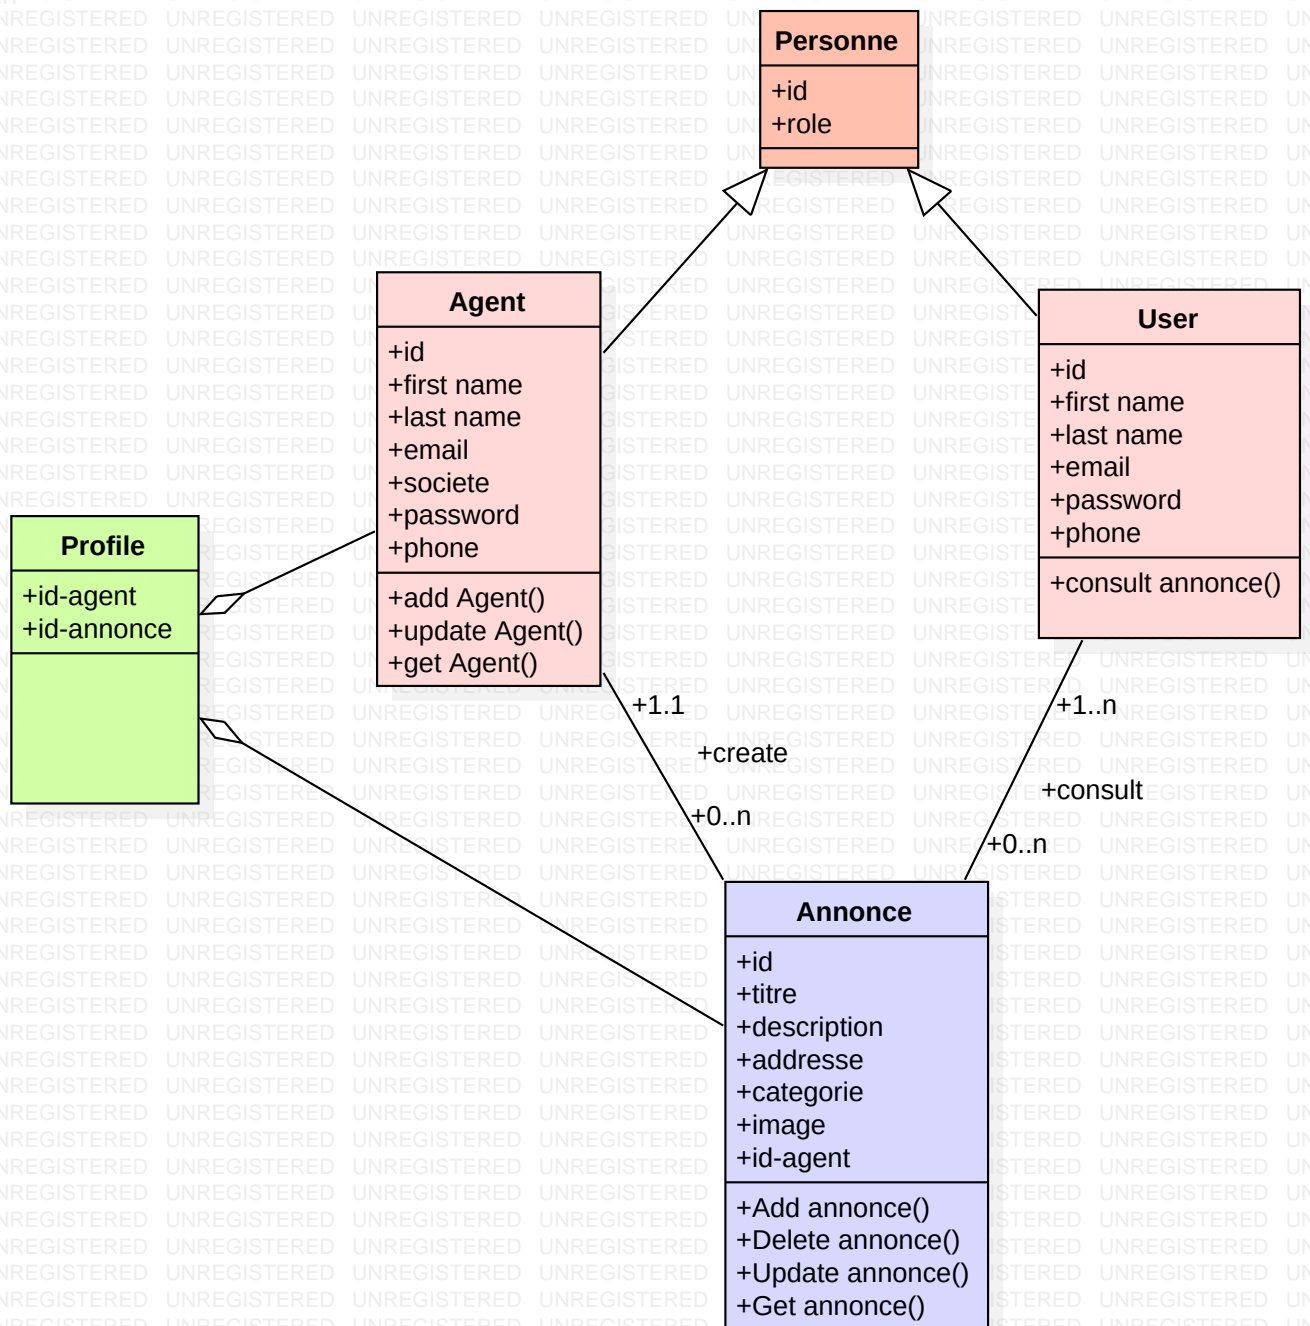 Personne
+id
+role
Agent
+id
+first name
+last name
+email
+societe
+password
+phone
+add Agent()
+update Agent()
+get Agent()
User
+id
+first name
+last name
+email
+password
+phone
+consult annonce()
Profile
+id-agent
+id-annonce
+1.1
+create
+0..n
+1..n
+consult
+0..n
Annonce
+id
+titre
+description
+addresse
+categorie
+image
+id-agent
+Add annonce()
+Delete annonce()
+Update annonce()
+Get annonce()
UNREGISTERED